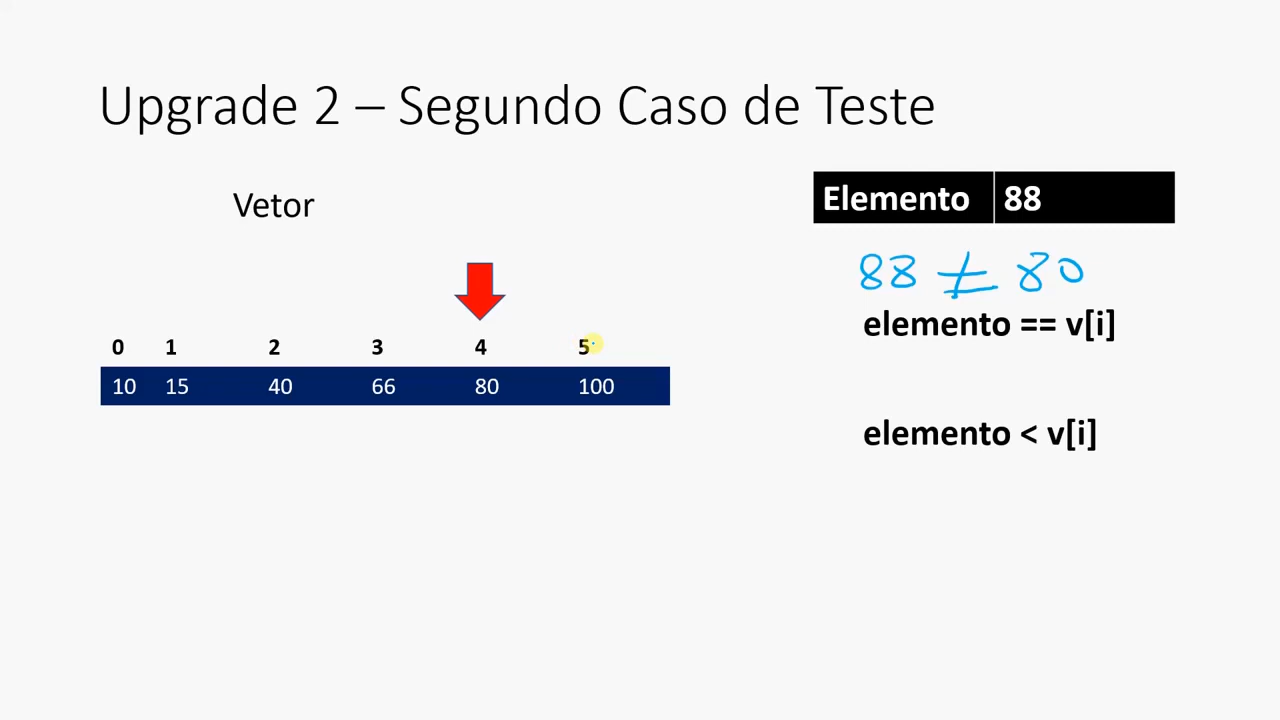 Upgrade 2 – Segundo Caso de Teste
Vetor
Elemento 88
88 ≠ 80
elemento == v[i]
0 1 2 3 4 5
10 15 40 66 80 100
elemento < v[i]